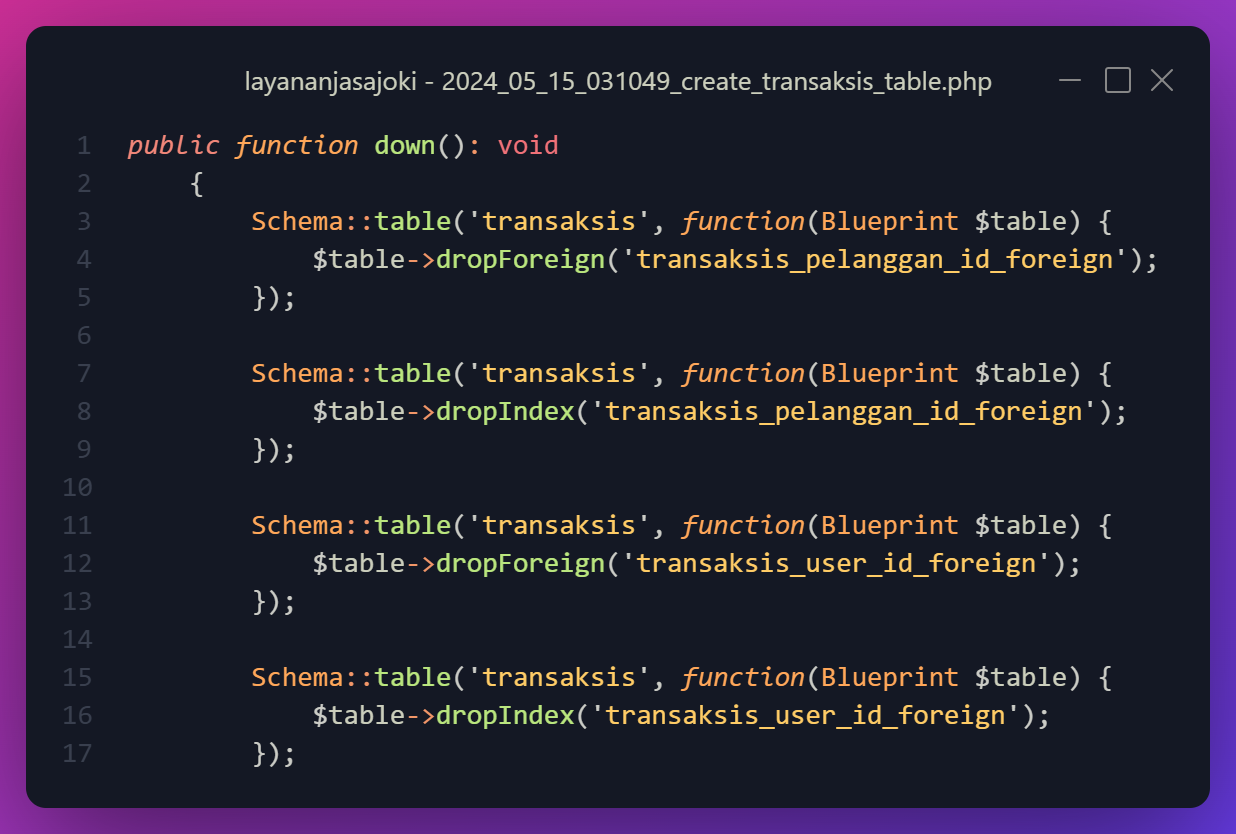 layananjasajoki - 2024_05_15_031049_create_transaksis_table.php
1 public function down(): void
2     {
3         Schema::table('transaksis', function(Blueprint $table) {
4             $table->dropForeign('transaksis_pelanggan_id_foreign');
5         });
6
7         Schema::table('transaksis', function(Blueprint $table) {
8             $table->dropIndex('transaksis_pelanggan_id_foreign');
9         });
10
11         Schema::table('transaksis', function(Blueprint $table) {
12             $table->dropForeign('transaksis_user_id_foreign');
13         });
14
15         Schema::table('transaksis', function(Blueprint $table) {
16             $table->dropIndex('transaksis_user_id_foreign');
17         });